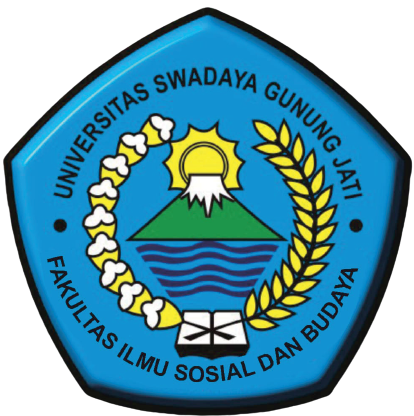 UNIVERSITAS SWADAYA GUNUNG JATI
FAKULTAS ILMU SOSIAL DAN BUDAYA